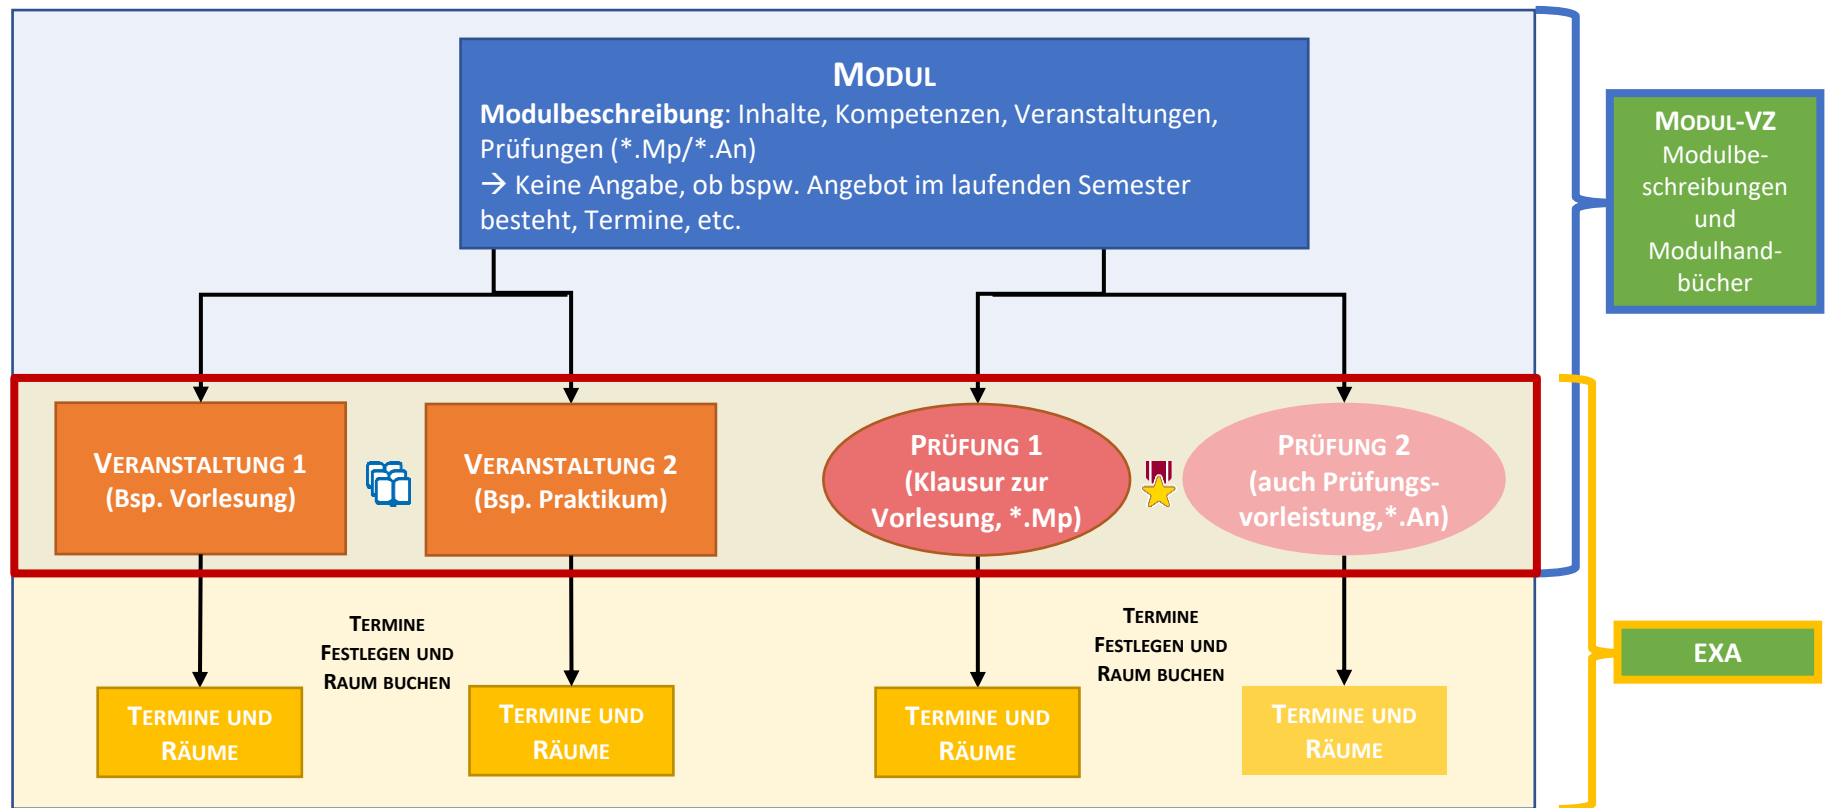 MODUL
Modulbeschreibung: Inhalte, Kompetenzen, Veranstaltungen,
Prüfungen (*.Mp/*.An)
→ Keine Angabe, ob bspw. Angebot im laufenden Semester
besteht, Termine, etc.
MODUL-VZ
Modulbe-
schreibungen
und
Modulhand-
bücher
VERANSTALTUNG 1
(Bsp. Vorlesung)
VERANSTALTUNG 2
(Bsp. Praktikum)
PRÜFUNG 1
(Klausur zur
Vorlesung, *.Mp)
PRÜFUNG 2
(auch Prüfungs-
vorleistung,*.An)
TERMINE
FESTLEGEN UND
RAUM BUCHEN
TERMINE
FESTLEGEN UND
RAUM BUCHEN
EXA
TERMINE UND
RÄUME
TERMINE UND
RÄUME
TERMINE UND
RÄUME
TERMINE UND
RÄUME